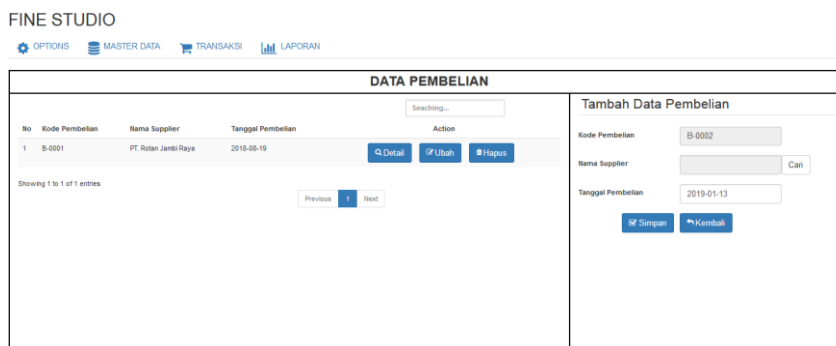 FINE STUDIO
OPTIONS MASTER DATA TRANSAKSI LAPORAN
DATA PEMBELIAN
Seaching...
No Kode Pembelian Nama Supplier Tanggal Pembelian Action
1 B-0001 PT. Rotan Jambi Raya 2018-08-19 Detail Ubah Hapus
Showing 1 to 1 of 1 entries
Previous 1 Next
Tambah Data Pembelian
Kode Pembelian B-0002
Nama Supplier Cari
Tanggal Pembelian 2019-01-13
Simpan Kembali